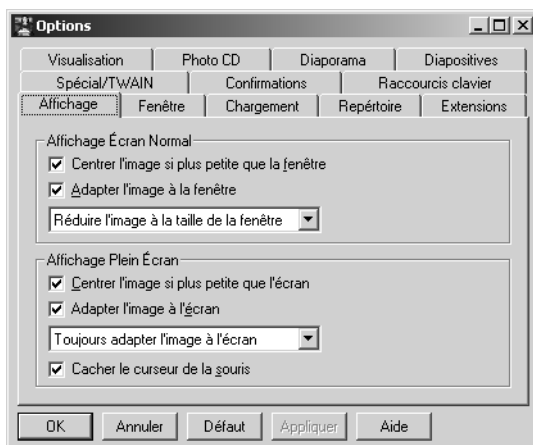 Options
Visualisation Photo CD Diaporama Diapositives
Spécial/TWAIN Confirmations Raccourcis clavier
Affichage Fenêtre Chargement Repértoire Extensions
Affichage Écran Normal
Centrer l'image si plus petite que la fenêtre
Adapter l'image à la fenêtre
Réduire l'image à la taille de la fenêtre
Affichage Plein Écran
Centrer l'image si plus petite que l'écran
Adapter l'image à l'écran
Toujours adapter l'image à l'écran
Cacher le curseur de la souris
OK Annuler Défaut Appliquer Aide